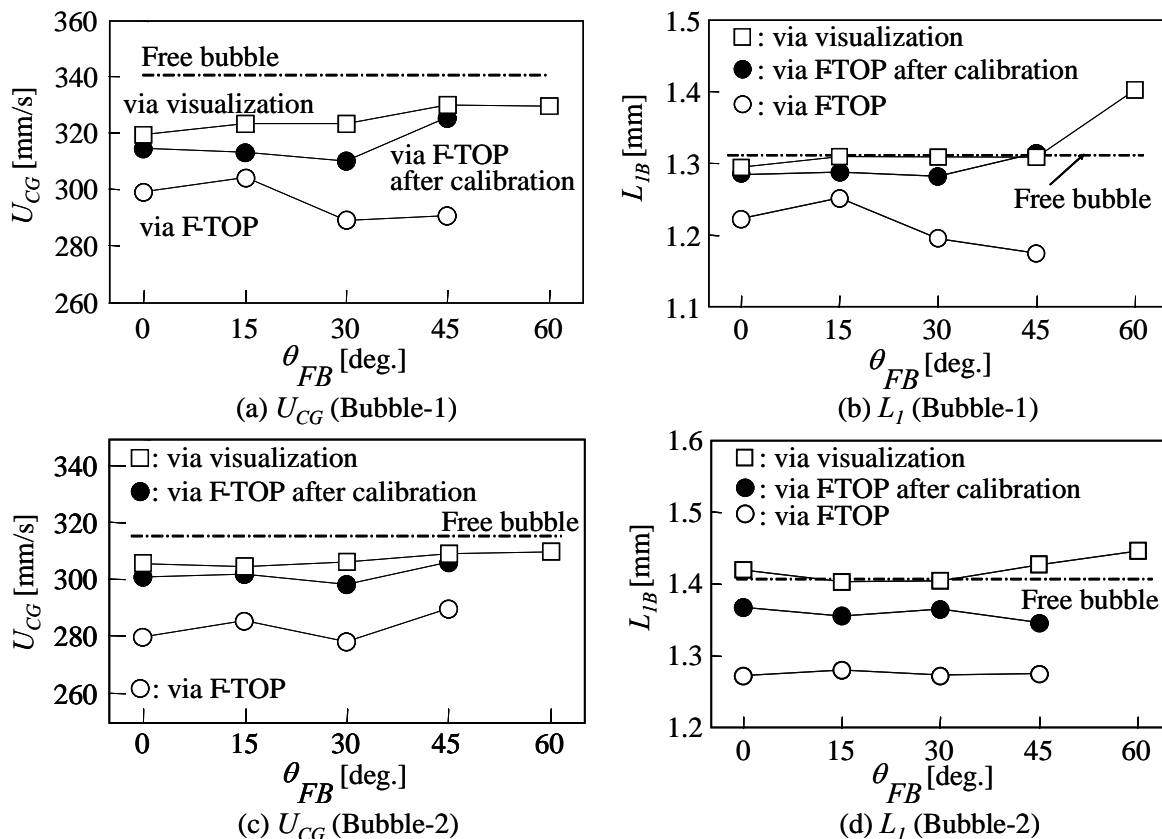 360
340
320
300
280
260
U_CG [mm/s]
Free bubble
via visualization
via F-TOP
after calibration
via F-TOP
0 15 30 45 60
θ_FB [deg.]
(a) U_CG (Bubble-1)
1.5
1.4
1.3
1.2
1.1
L_IB [mm]
□: via visualization
●: via F-TOP after calibration
○: via F-TOP
Free bubble
0 15 30 45 60
θ_FB [deg.]
(b) L_I (Bubble-1)
340
320
300
280
260
U_CG [mm/s]
□: via visualization
●: via F-TOP after calibration
Free bubble
○: via F-TOP
0 15 30 45 60
θ_FB [deg.]
(c) U_CG (Bubble-2)
1.6
1.5
1.4
1.3
1.2
L_IB [mm]
□: via visualization
●: via F-TOP after calibration
○: via F-TOP
Free bubble
0 15 30 45 60
θ_FB [deg.]
(d) L_I (Bubble-2)